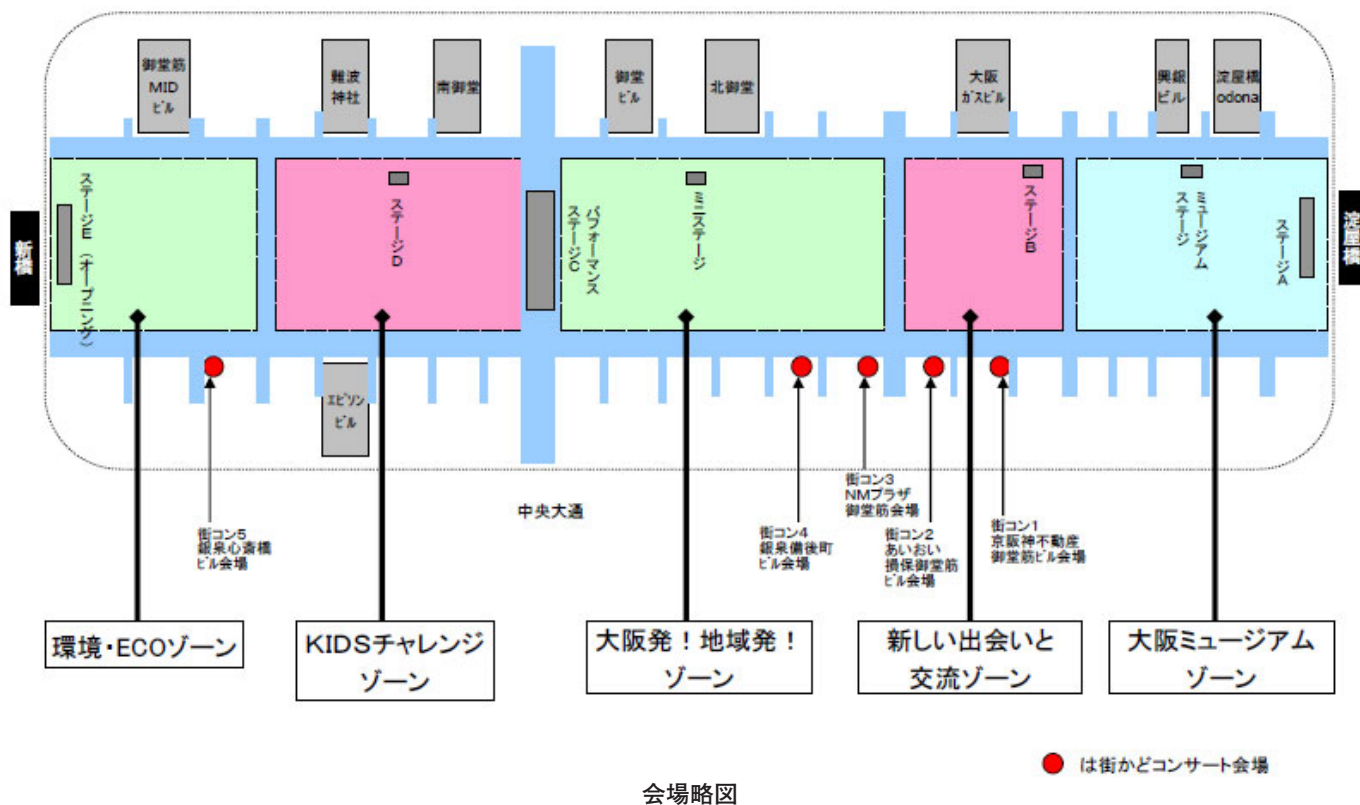 御堂筋
MID
ビル
難波
神社
南御堂
御堂
ビル
北御堂
大阪
ガスビル
興銀
ビル
淀屋橋
odona
新橋
ステージE（オープニング）
ステージD
パフォーマンス
ステージC
ミニステージ
ステージB
ミュージアム
ステージ
ステージA
淀屋橋
エピソン
ビル
中央大通
街コン5
銀泉心斎橋
ビル会場
街コン4
銀泉備後町
ビル会場
街コン3
NMプラザ
御堂筋会場
街コン2
あいおい
損保御堂筋
ビル会場
街コン1
京阪神不動産
御堂筋ビル会場
環境・ECOゾーン
KIDSチャレンジ
ゾーン
大阪発！地域発！
ゾーン
新しい出会いと
交流ゾーン
大阪ミュージアム
ゾーン
は街かどコンサート会場
会場略図